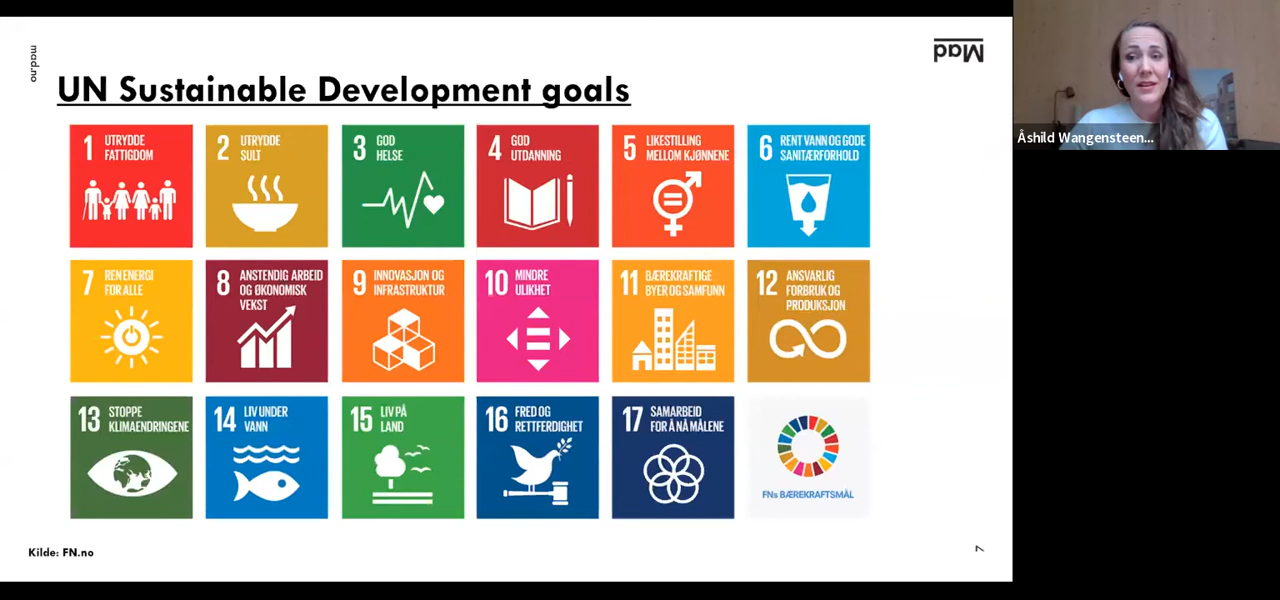 mad.no
Mad
UN Sustainable Development goals
1 UTRYDDE
FATTIGDOM
2 UTRYDDE
SULT
3 GOD
HELSE
4 GOD
UTDANNING
5 LIKESTILLING
MELLOM KJØNNENE
6 RENT VANN OG GODE
SANITÆRFORHOLD
7 REN ENERGI
FOR ALLE
8 ANSTENDIG ARBEID
OG ØKONOMISK
VEKST
9 INNOVASJON OG
INFRASTRUKTUR
10 MINDRE
ULIKHET
11 BÆREKRAFTIGE
BYER OG SAMFUNN
12 ANSVARLIG
FORBRUK OG
PRODUKSJON
13 STOPPE
KLIMAENDRINGENE
14 LIV UNDER
VANN
15 LIV PÅ
LAND
16 FRED OG
RETTFERDIGHET
17 SAMARBEID
FOR Å NÅ MÅLENE
FNs BÆREKRAFTSMÅL
Kilde: FN.no
7
Åshild Wangensteen...